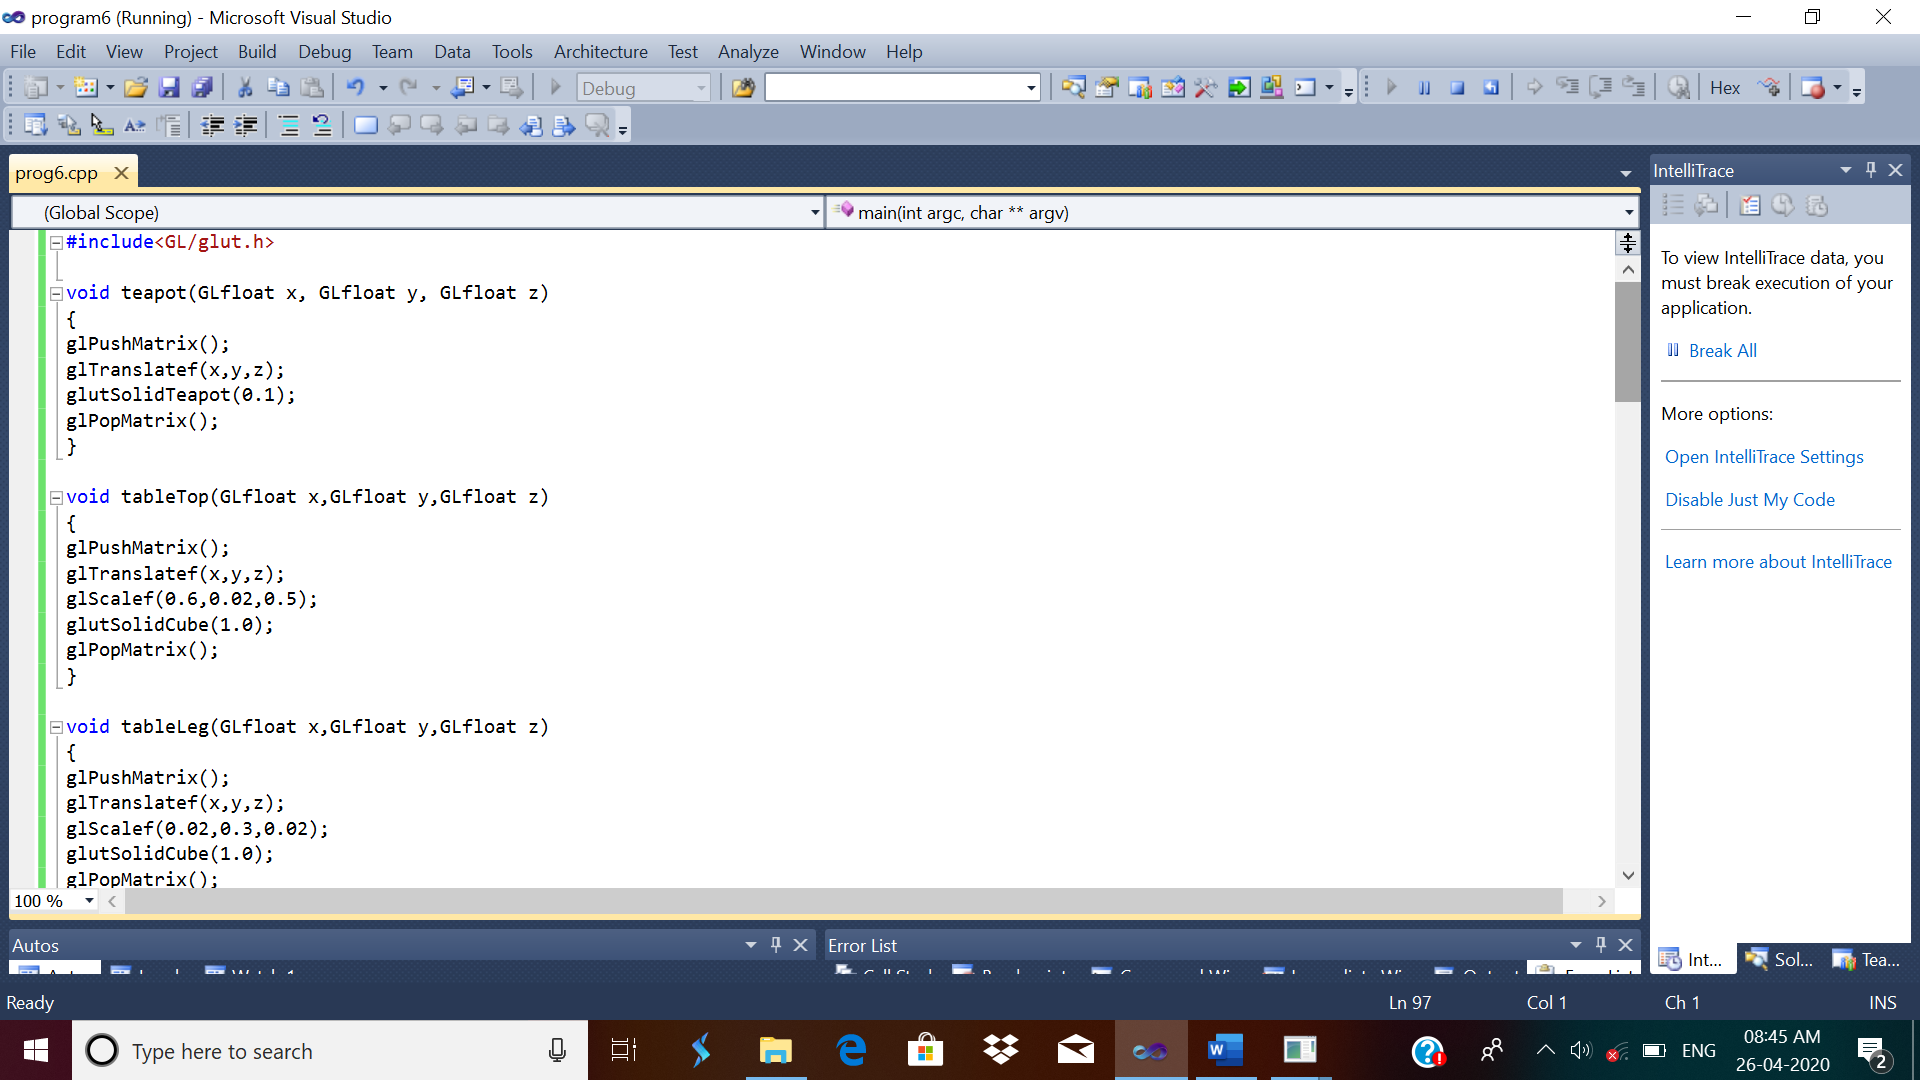 program6 (Running) - Microsoft Visual Studio
File Edit View Project Build Debug Team Data Tools Architecture Test Analyze Window Help
Debug
Hex
prog6.cpp
(Global Scope)
main(int argc, char ** argv)
#include<GL/glut.h>
void teapot(GLfloat x, GLfloat y, GLfloat z)
{
glPushMatrix();
glTranslatef(x,y,z);
glutSolidTeapot(0.1);
glPopMatrix();
}
void tableTop(GLfloat x,GLfloat y,GLfloat z)
{
glPushMatrix();
glTranslatef(x,y,z);
glScalef(0.6,0.02,0.5);
glutSolidCube(1.0);
glPopMatrix();
}
void tableLeg(GLfloat x,GLfloat y,GLfloat z)
{
glPushMatrix();
glTranslatef(x,y,z);
glScalef(0.02,0.3,0.02);
glutSolidCube(1.0);
glPopMatrix();
100 %
IntelliTrace
To view IntelliTrace data, you
must break execution of your
application.
Break All
More options:
Open IntelliTrace Settings
Disable Just My Code
Learn more about IntelliTrace
Autos
Error List
Int... Sol... Tea...
Ready
Ln 97 Col 1 Ch 1 INS
Type here to search
W
ENG
08:45 AM
26-04-2020
2